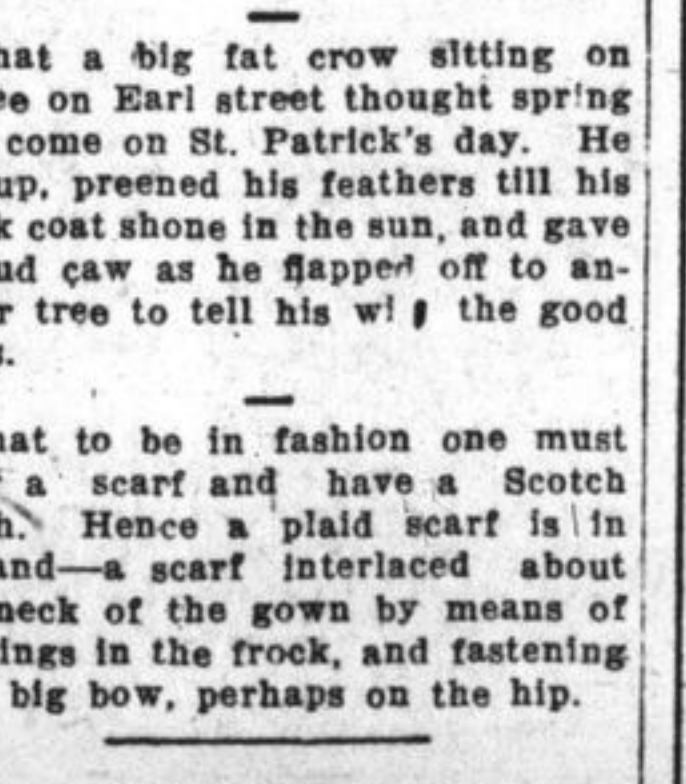 hat a big fat crow sitting on
ee on Earl street thought spring
come on St. Patrick's day. He
up, preened his feathers till his
k coat shone in the sun, and gave
ud caw as he flapped off to an-
r tree to tell his the good
s.
hat to be in fashion one must
a scarf and have a Scotch
h. Hence a plaid scarf is in
and—a scarf interlaced about
neck of the gown by means of
ings in the frock, and fastening
big bow, perhaps on the hip.